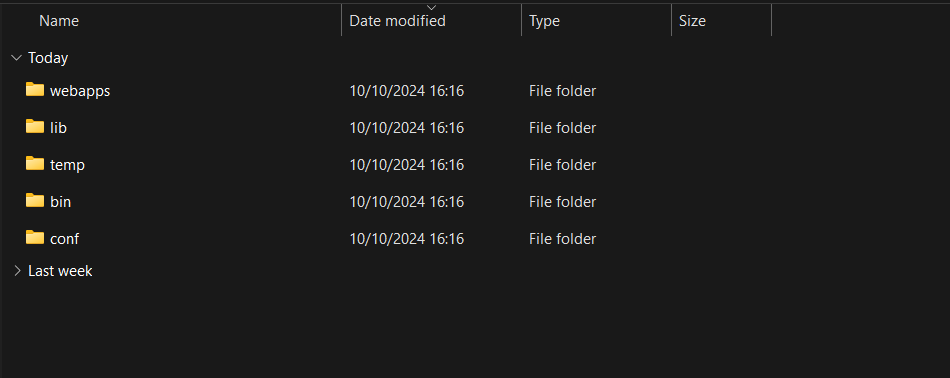 Name Date modified Type Size
Today
webapps 10/10/2024 16:16 File folder
lib 10/10/2024 16:16 File folder
temp 10/10/2024 16:16 File folder
bin 10/10/2024 16:16 File folder
conf 10/10/2024 16:16 File folder
Last week